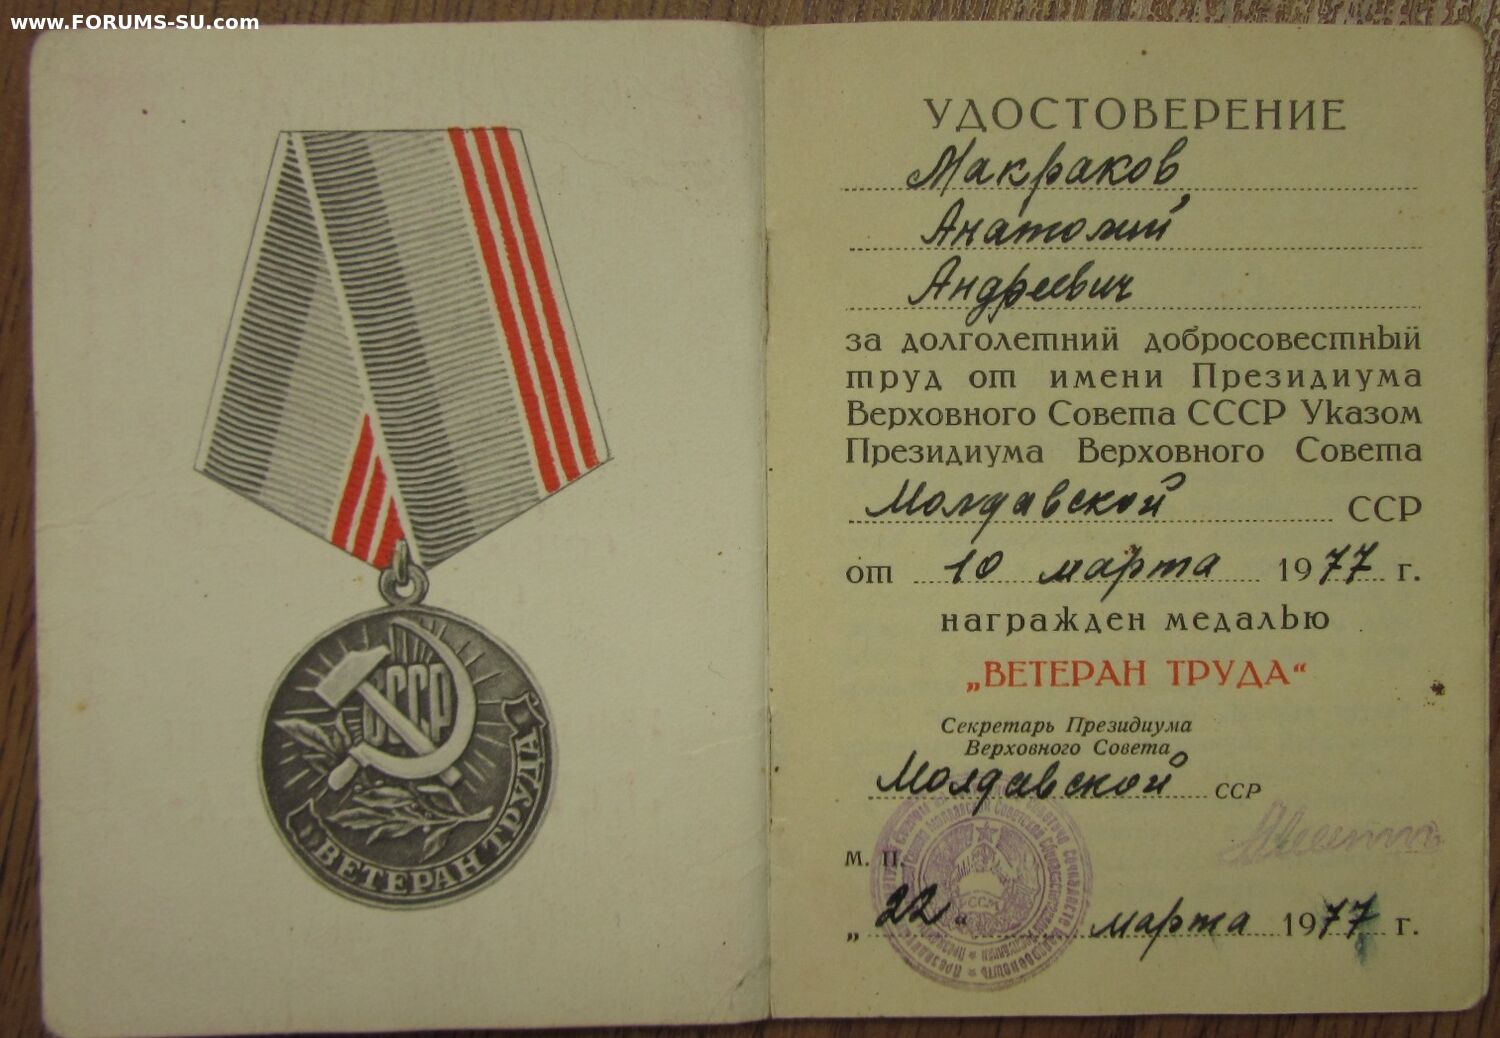 www.FORUMS-SU.com
СССР
„ВЕТЕРАН ТРУДА"
УДОСТОВЕРЕНИЕ
Макраков
Анатолий
Андреевич
за долголетний добросовестный
труд от имени Президиума
Верховного Совета СССР Указом
Президиума Верховного Совета
Молдавской ССР
от 10 марта 1977 г.
награжден медалью
„ВЕТЕРАН ТРУДА“
Секретарь Президиума
Верховного Совета
Молдавской ССР
М. П.
„22“ марта 1977 г.